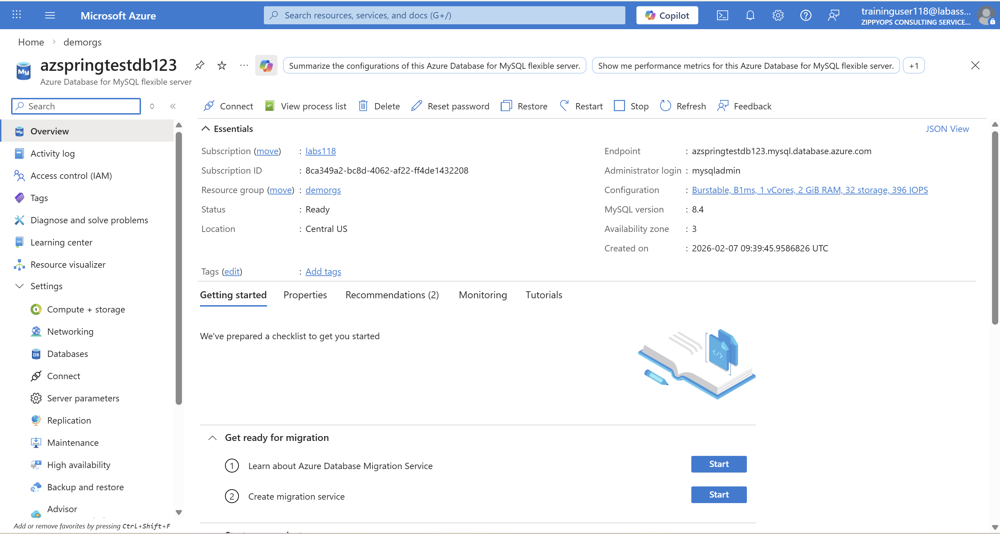 Microsoft Azure
Search resources, services, and docs (G+/)
Copilot
traininguser118@labass...
ZIPPYOPS CONSULTING SERVICE...
Home > demorgs
azspringtestdb123
Azure Database for MySQL flexible server
Summarize the configurations of this Azure Database for MySQL flexible server.
Show me performance metrics for this Azure Database for MySQL flexible server.
+1
Search
Connect
View process list
Delete
Reset password
Restore
Restart
Stop
Refresh
Feedback
Overview
Activity log
Access control (IAM)
Tags
Diagnose and solve problems
Learning center
Resource visualizer
Settings
Compute + storage
Networking
Databases
Connect
Server parameters
Replication
Maintenance
High availability
Backup and restore
Advisor
Add or remove favorites by pressing Ctrl+Shift+F
Essentials
JSON View
Subscription (move) : labs118
Subscription ID : 8ca349a2-bc8d-4062-af22-ff4de1432208
Resource group (move) : demorgs
Status : Ready
Location : Central US
Endpoint : azspringtestdb123.mysql.database.azure.com
Administrator login : mysqladmin
Configuration : Burstable, B1ms, 1 vCores, 2 GiB RAM, 32 storage, 396 IOPS
MySQL version : 8.4
Availability zone : 3
Created on : 2026-02-07 09:39:45.9586826 UTC
Tags (edit) : Add tags
Getting started
Properties
Recommendations (2)
Monitoring
Tutorials
We've prepared a checklist to get you started
Get ready for migration
1 Learn about Azure Database Migration Service
Start
2 Create migration service
Start